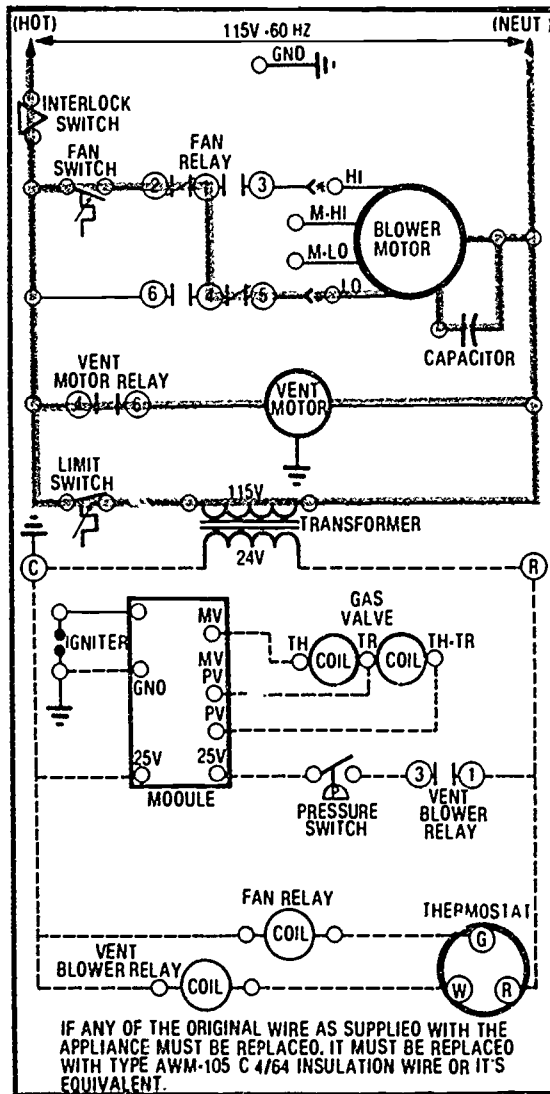 (HOT) 115V-60 HZ (NEUT.)
GND
INTERLOCK
SWITCH
FAN
SWITCH
FAN
RELAY
2 3 HI
M-HI
M-LO
BLOWER
MOTOR
6 4 5 LO
CAPACITOR
VENT
MOTOR RELAY
4 6
VENT
MOTOR
LIMIT
SWITCH
115V
TRANSFORMER
24V
C R
GAS
VALVE
MV
TH COIL TR COIL TH-TR
IGNITER
MV
PV
GNO
PV
25V 25V
MOOULE
3 1
PRESSURE
SWITCH
VENT
BLOWER
RELAY
FAN RELAY
COIL
THERMOSTAT
G
VENT
BLOWER RELAY
COIL
W R
IF ANY OF THE ORIGINAL WIRE AS SUPPLIEO WITH THE
APPLIANCE MUST BE REPLACED. IT MUST BE REPLACED
WITH TYPE AWM-105 C 4/64 INSULATION WIRE OR IT'S
EQUIVALENT.